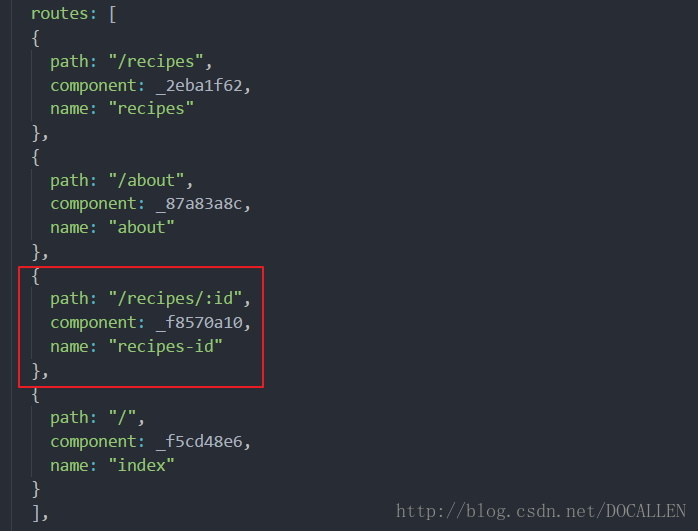 routes: [
{
path: "/recipes",
component: _2eba1f62,
name: "recipes"
},
{
path: "/about",
component: _87a83a8c,
name: "about"
},
{
path: "/recipes/:id",
component: _f8570a10,
name: "recipes-id"
},
{
path: "/",
component: _f5cd48e6,
name: "index"
}
],
http://blog.csdn.net/DOCALLEN